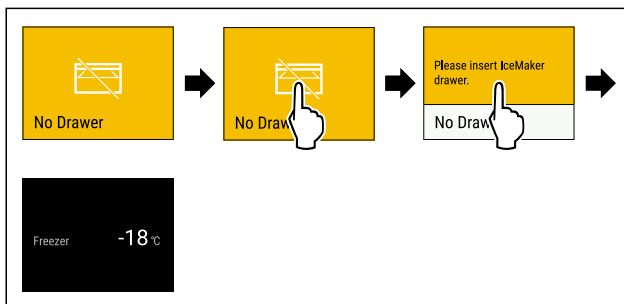 No Drawer
No Draw
Please insert IceMaker
drawer.
No Draw
Freezer -18 °C